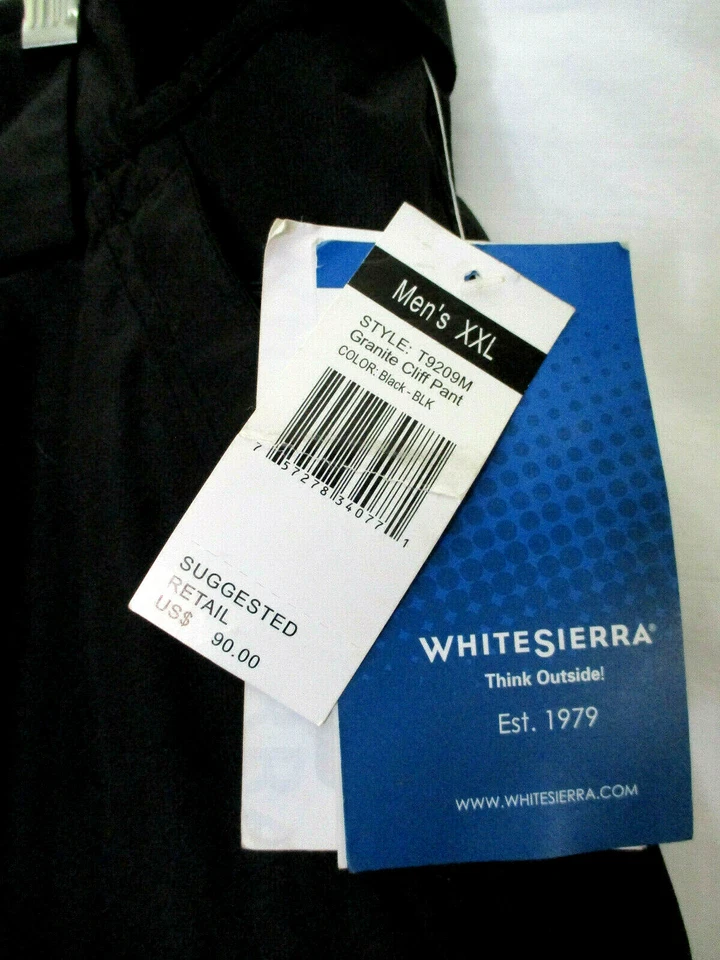 Men's XXL
STYLE: T9209M
Granite Cliff Pant
COLOR: Black - BLK
7 57278 34077 1
SUGGESTED
RETAIL
US$ 90.00
WHITESIERRA®
Think Outside!
Est. 1979
WWW.WHITESIERRA.COM